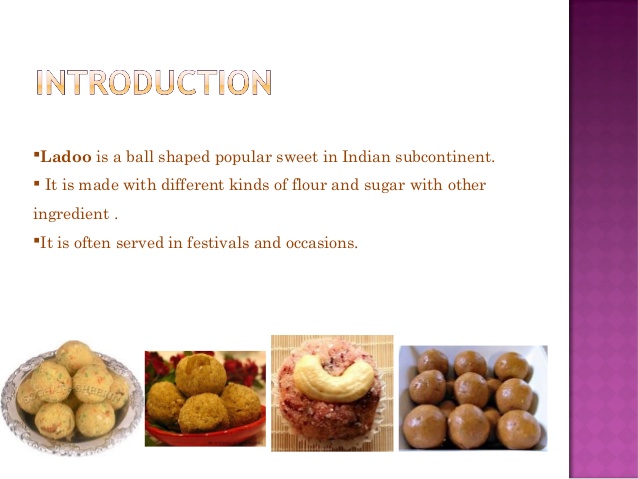 INTRODUCTION
▪Ladoo is a ball shaped popular sweet in Indian subcontinent.
▪ It is made with different kinds of flour and sugar with other
ingredient .
▪It is often served in festivals and occasions.